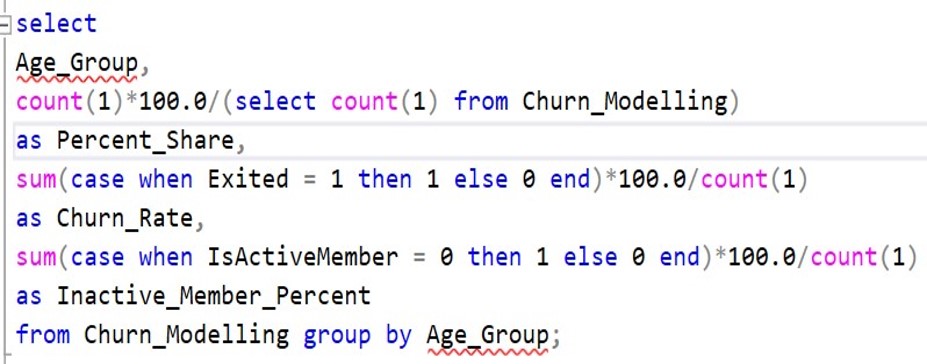 select
Age_Group,
count(1)*100.0/(select count(1) from Churn_Modelling)
as Percent_Share,
sum(case when Exited = 1 then 1 else 0 end)*100.0/count(1)
as Churn_Rate,
sum(case when IsActiveMember = 0 then 1 else 0 end)*100.0/count(1)
as Inactive_Member_Percent
from Churn_Modelling group by Age_Group;